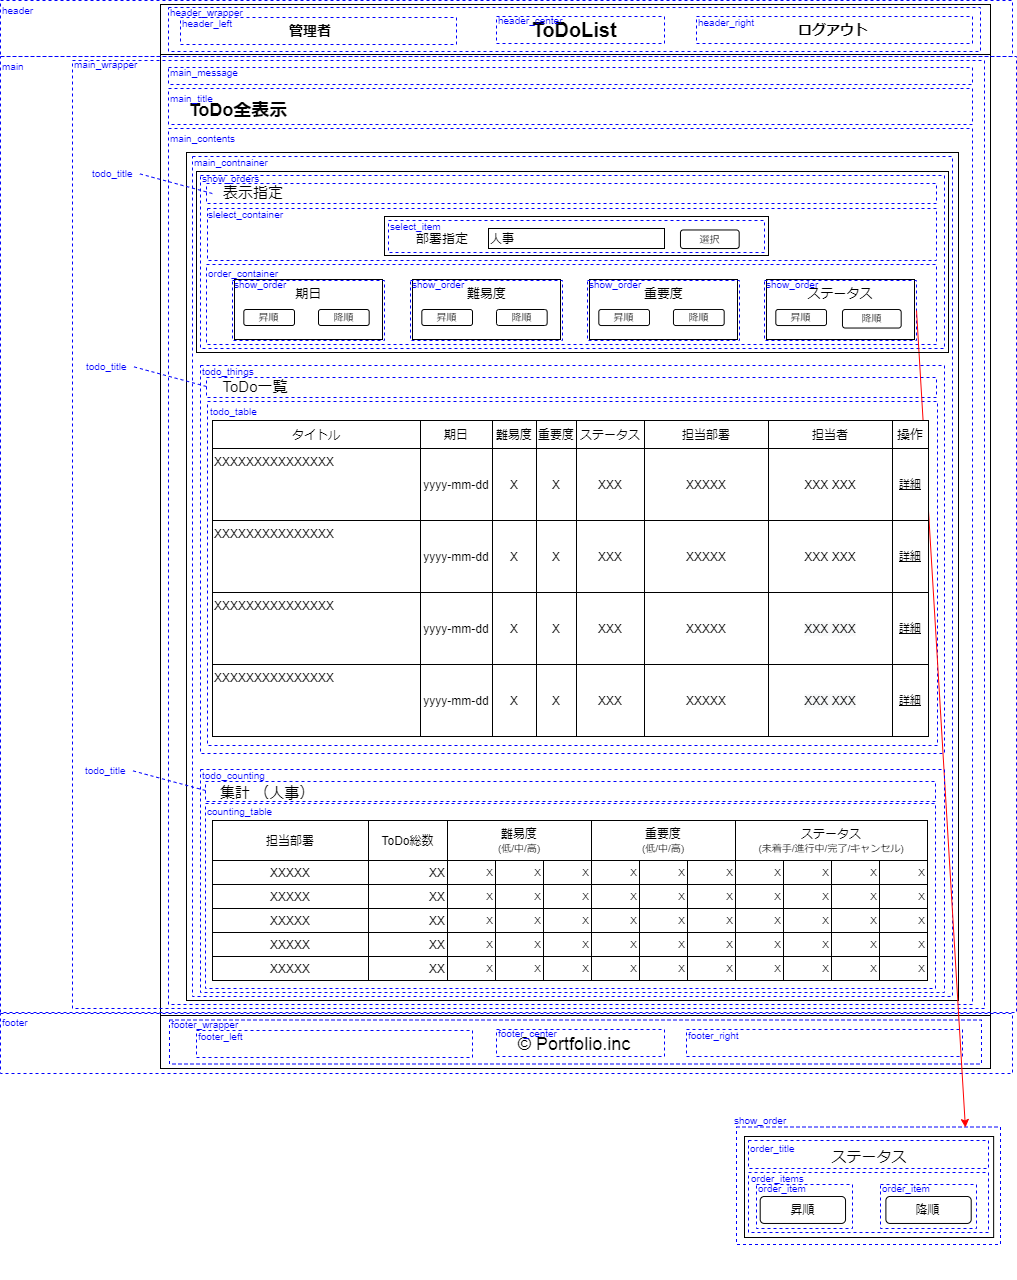 header
header_wrapper
header_left
管理者
header_center
ToDoList
header_right
ログアウト
main
main_wrapper
main_message
main_title
ToDo全表示
main_contents
main_contnainer
todo_title
show_orders
表示指定
slelect_container
select_item
部署指定
人事
選択
order_container
show_order
期日
昇順
降順
show_order
難易度
昇順
降順
show_order
重要度
昇順
降順
show_order
ステータス
昇順
降順
todo_title
todo_things
ToDo一覧
todo_table
タイトル 期日 難易度 重要度 ステータス 担当部署 担当者 操作
XXXXXXXXXXXXXXX
yyyy-mm-dd X X XXX XXXXX XXX XXX 詳細
XXXXXXXXXXXXXXX
yyyy-mm-dd X X XXX XXXXX XXX XXX 詳細
XXXXXXXXXXXXXXX
yyyy-mm-dd X X XXX XXXXX XXX XXX 詳細
XXXXXXXXXXXXXXX
yyyy-mm-dd X X XXX XXXXX XXX XXX 詳細
todo_title
todo_counting
集計 （人事）
counting_table
担当部署 ToDo総数 難易度 重要度 ステータス
(低/中/高) (低/中/高) (未着手/進行中/完了/キャンセル)
XXXXX XX X X X X X X X X X X
XXXXX XX X X X X X X X X X X
XXXXX XX X X X X X X X X X X
XXXXX XX X X X X X X X X X X
XXXXX XX X X X X X X X X X X
footer
footer_wrapper
footer_left
footer_center
© Portfolio.inc
footer_right
show_order
order_title
ステータス
order_items
order_item
昇順
order_item
降順